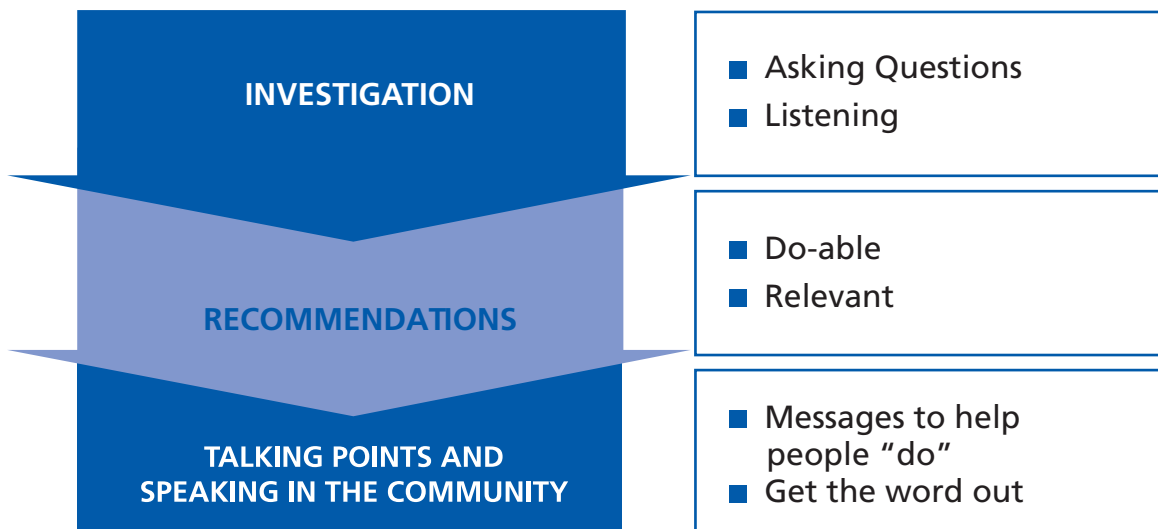 INVESTIGATION
■ Asking Questions
■ Listening
RECOMMENDATIONS
■ Do-able
■ Relevant
TALKING POINTS AND
SPEAKING IN THE COMMUNITY
■ Messages to help
people “do”
■ Get the word out